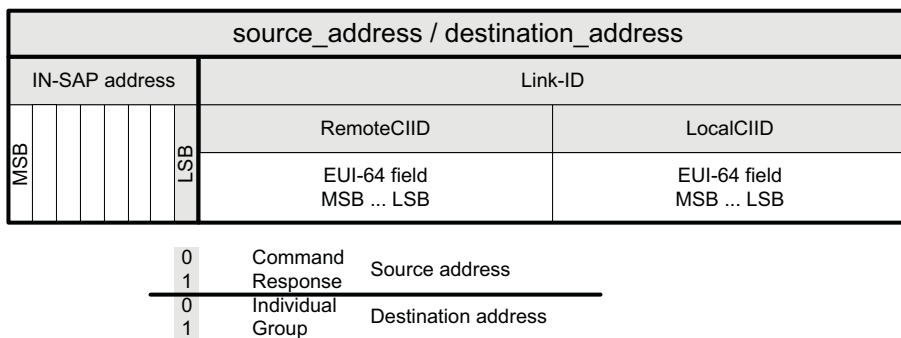 source_address / destination_address
IN-SAP address Link-ID
MSB LSB RemoteCIID LocalCIID
EUI-64 field EUI-64 field
MSB ... LSB MSB ... LSB
0 Command Source address
1 Response
0 Individual Destination address
1 Group